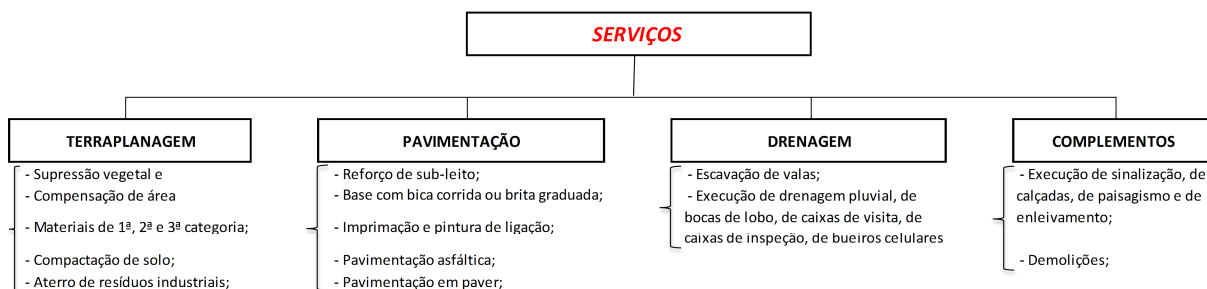 SERVIÇOS
TERRAPLANAGEM
- Supressão vegetal e
- Compensação de área
- Materiais de 1ª, 2ª e 3ª categoria;
- Compactação de solo;
- Aterro de resíduos industriais;
PAVIMENTAÇÃO
- Reforço de sub-leito;
- Base com bica corrida ou brita graduada;
- Imprimação e pintura de ligação;
- Pavimentação asfáltica;
- Pavimentação em paver;
DRENAGEM
- Escavação de valas;
- Execução de drenagem pluvial, de
bocas de lobo, de caixas de visita, de
caixas de inspeção, de bueiros celulares
COMPLEMENTOS
- Execução de sinalização, de
calçadas, de paisagismo e de
enleivamento;
- Demolições;